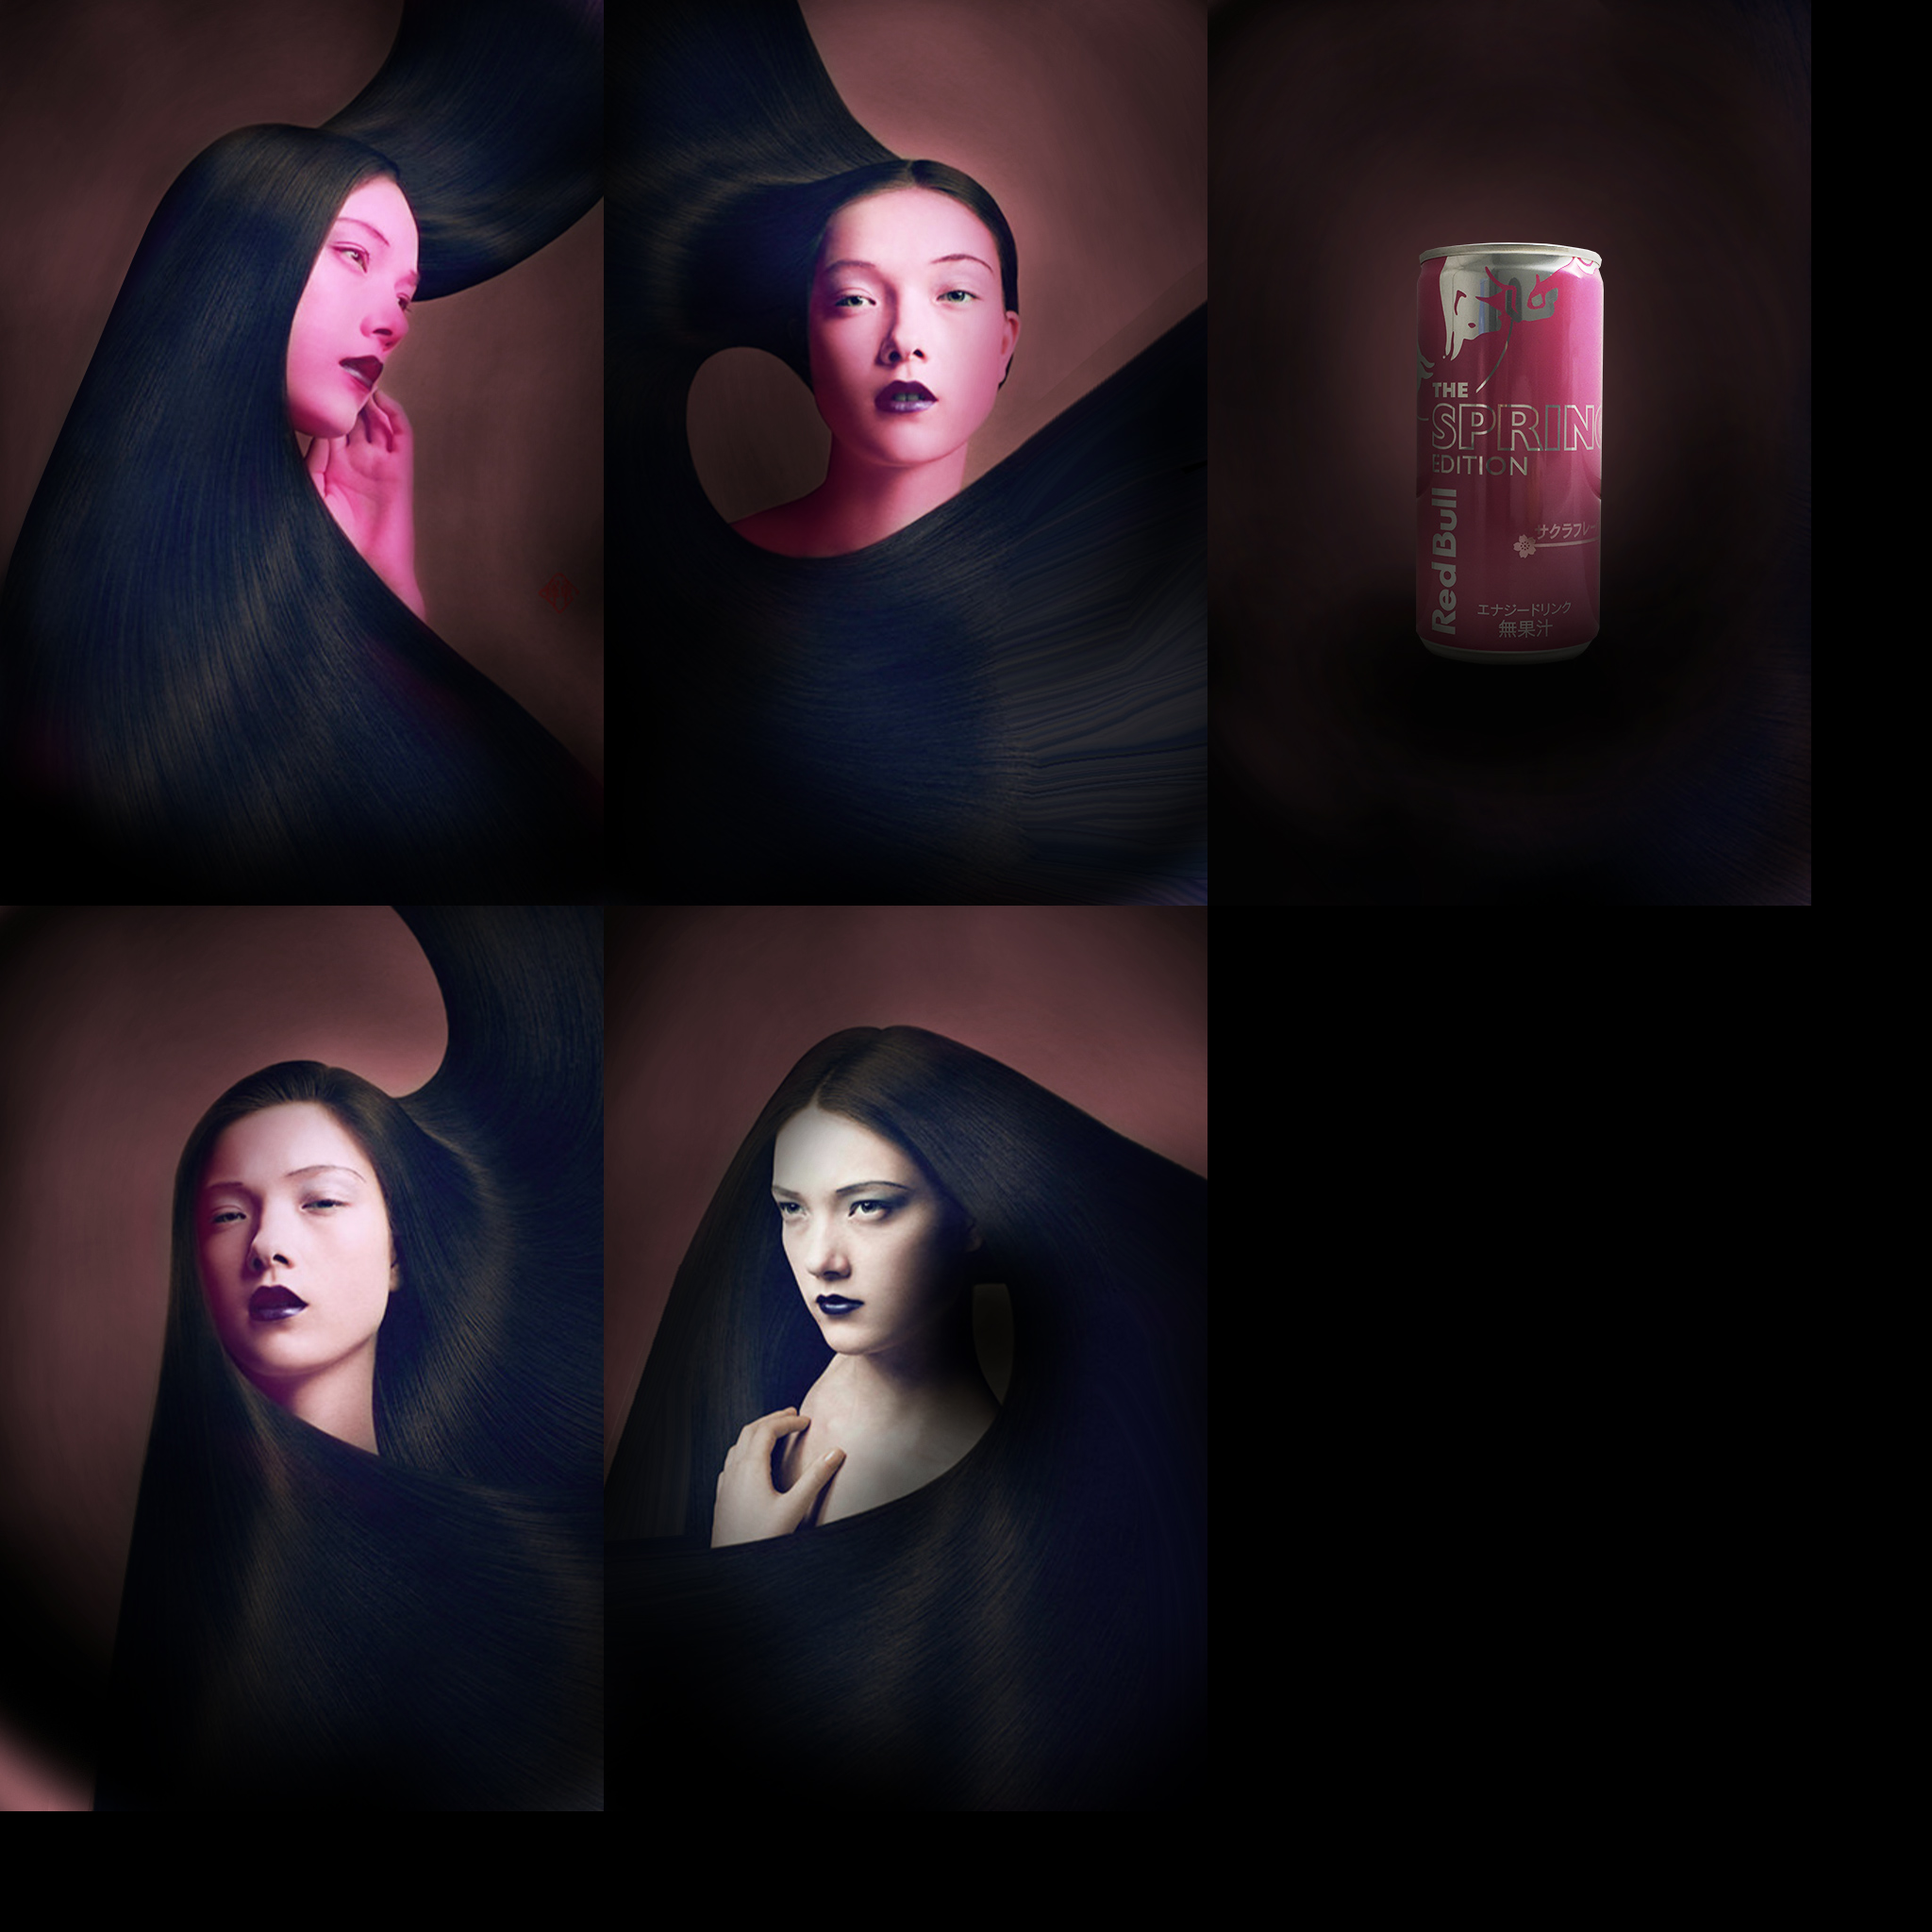 THE
SPRING
EDITION
Red Bull
サクラフレー
エナジードリンク
無果汁